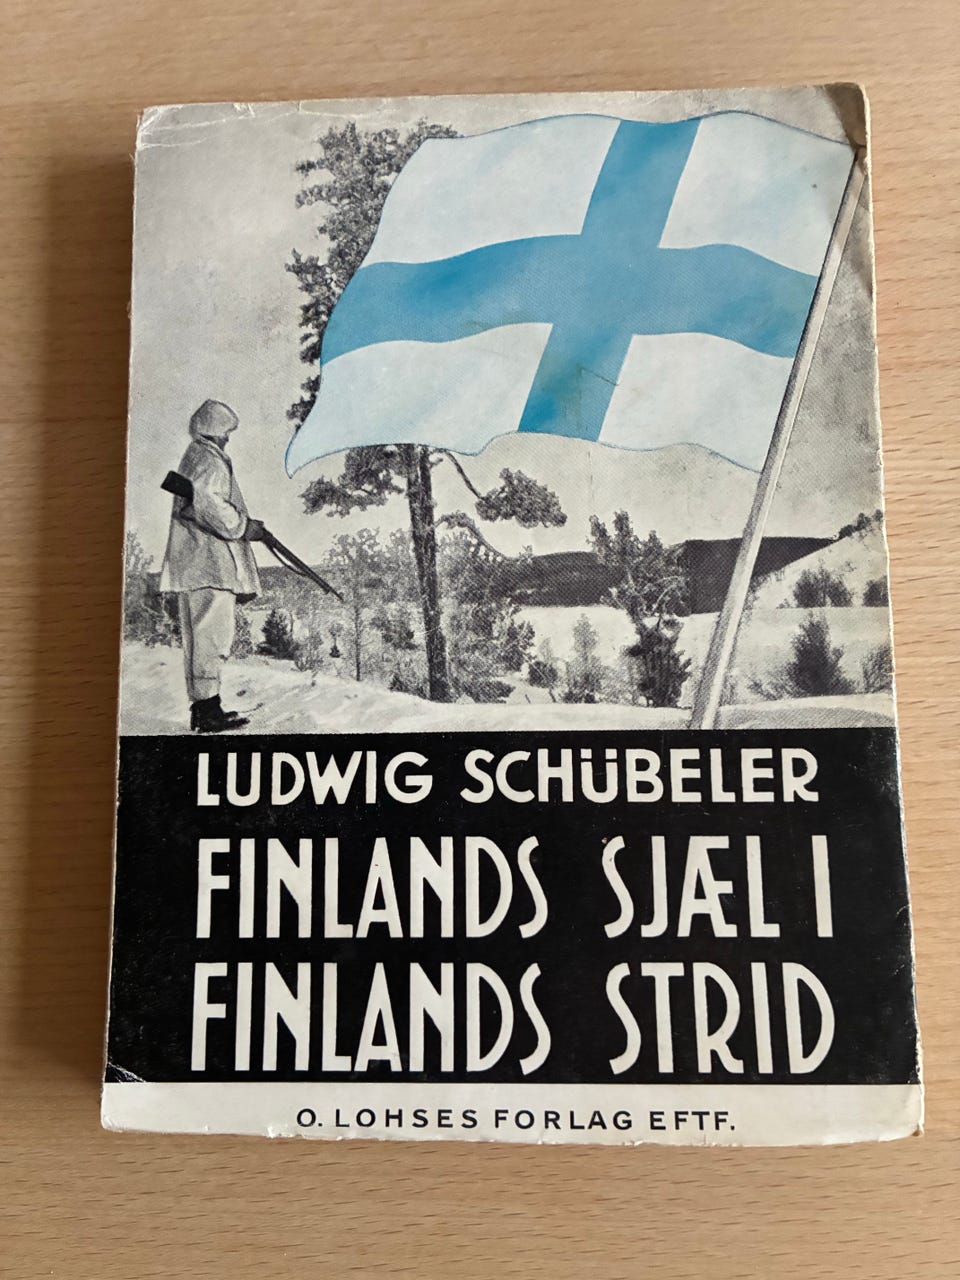 LUDWIG SCHÜBELER
FINLANDS SJÆL I
FINLANDS STRID
O. LOHSES FORLAG EFTF.